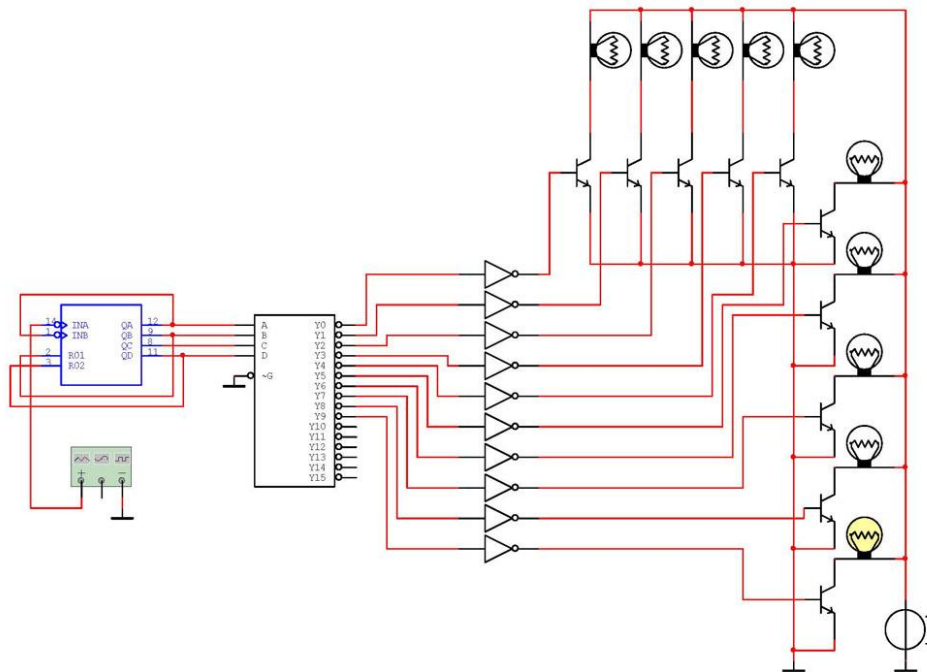 14
INA
QA
12
1
INB
QB
9
QC
8
2
R01
QD
11
3
R02
A
B
C
D
~G
Y0
Y1
Y2
Y3
Y4
Y5
Y6
Y7
Y8
Y9
Y10
Y11
Y12
Y13
Y14
Y15
+
−